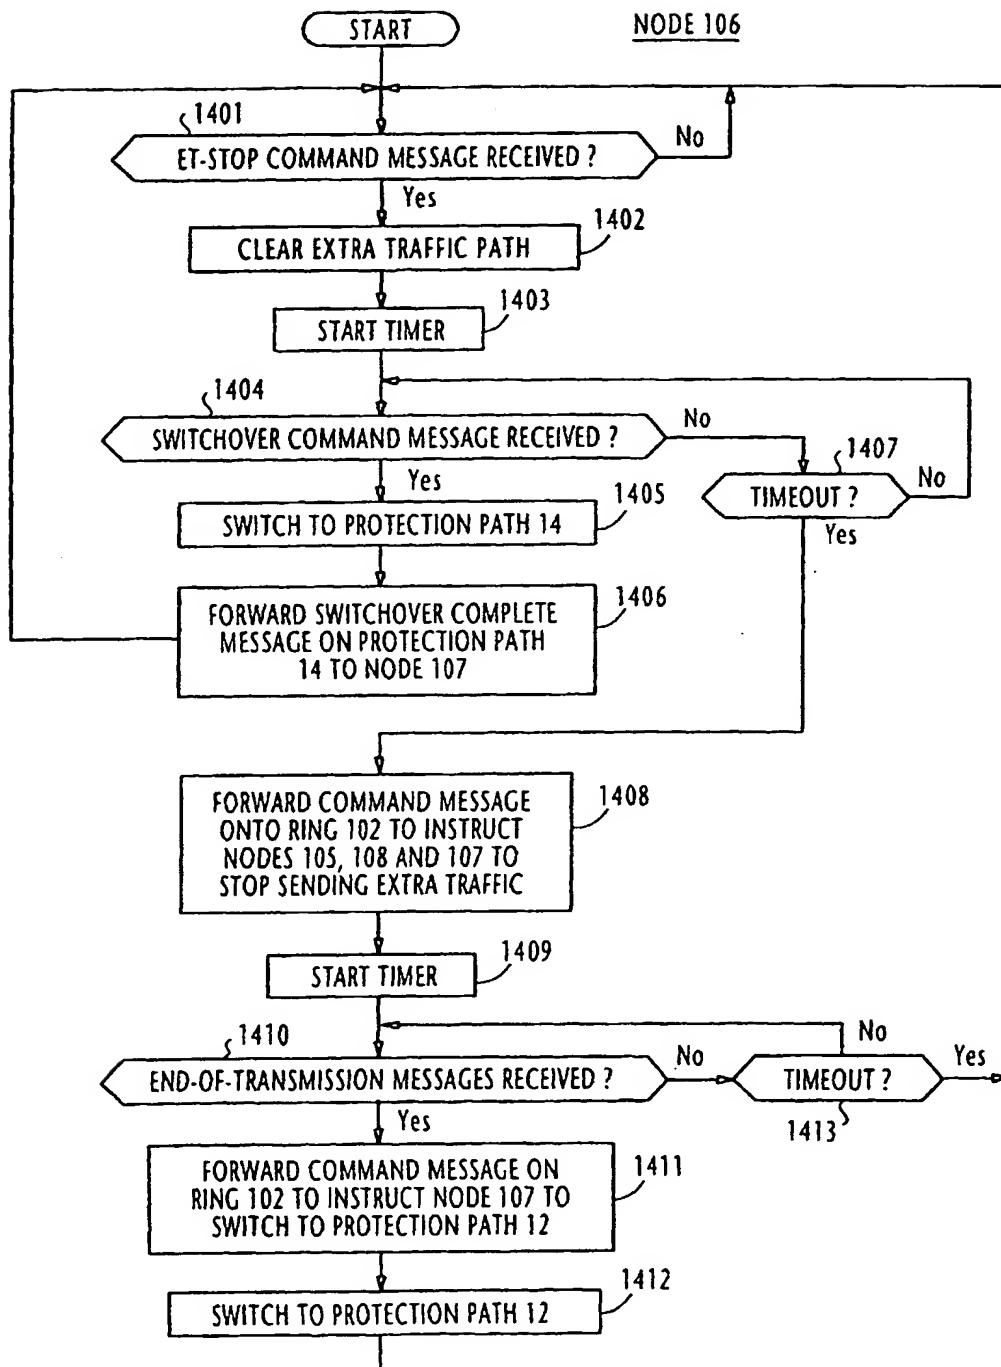 START
NODE 106
1401
ET-STOP COMMAND MESSAGE RECEIVED ?
No
Yes
1402
CLEAR EXTRA TRAFFIC PATH
1403
START TIMER
1404
SWITCHOVER COMMAND MESSAGE RECEIVED ?
No
1407
TIMEOUT ?
No
Yes
Yes
1405
SWITCH TO PROTECTION PATH 14
1406
FORWARD SWITCHOVER COMPLETE
MESSAGE ON PROTECTION PATH
14 TO NODE 107
1408
FORWARD COMMAND MESSAGE
ONTO RING 102 TO INSTRUCT
NODES 105, 108 AND 107 TO
STOP SENDING EXTRA TRAFFIC
1409
START TIMER
1410
END-OF-TRANSMISSION MESSAGES RECEIVED ?
No
No
TIMEOUT ?
Yes
1413
Yes
1411
FORWARD COMMAND MESSAGE ON
RING 102 TO INSTRUCT NODE 107 TO
SWITCH TO PROTECTION PATH 12
1412
SWITCH TO PROTECTION PATH 12